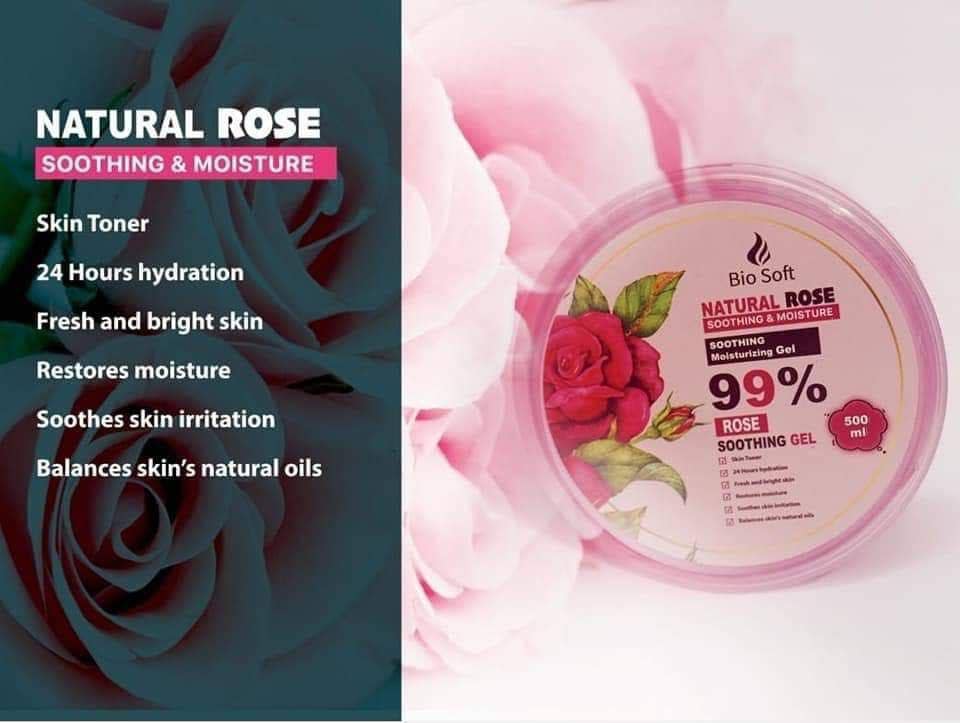 NATURAL ROSE
SOOTHING & MOISTURE
Skin Toner
24 Hours hydration
Fresh and bright skin
Restores moisture
Soothes skin irritation
Balances skin's natural oils
Bio Soft
NATURAL ROSE
SOOTHING & MOISTURE
SOOTHING
Moisturizing Gel
99%
ROSE
SOOTHING GEL
500
ml
Skin Toner
24 Hours hydration
Fresh and bright skin
Restores moisture
Soothes skin irritation
Balances skin's natural oils